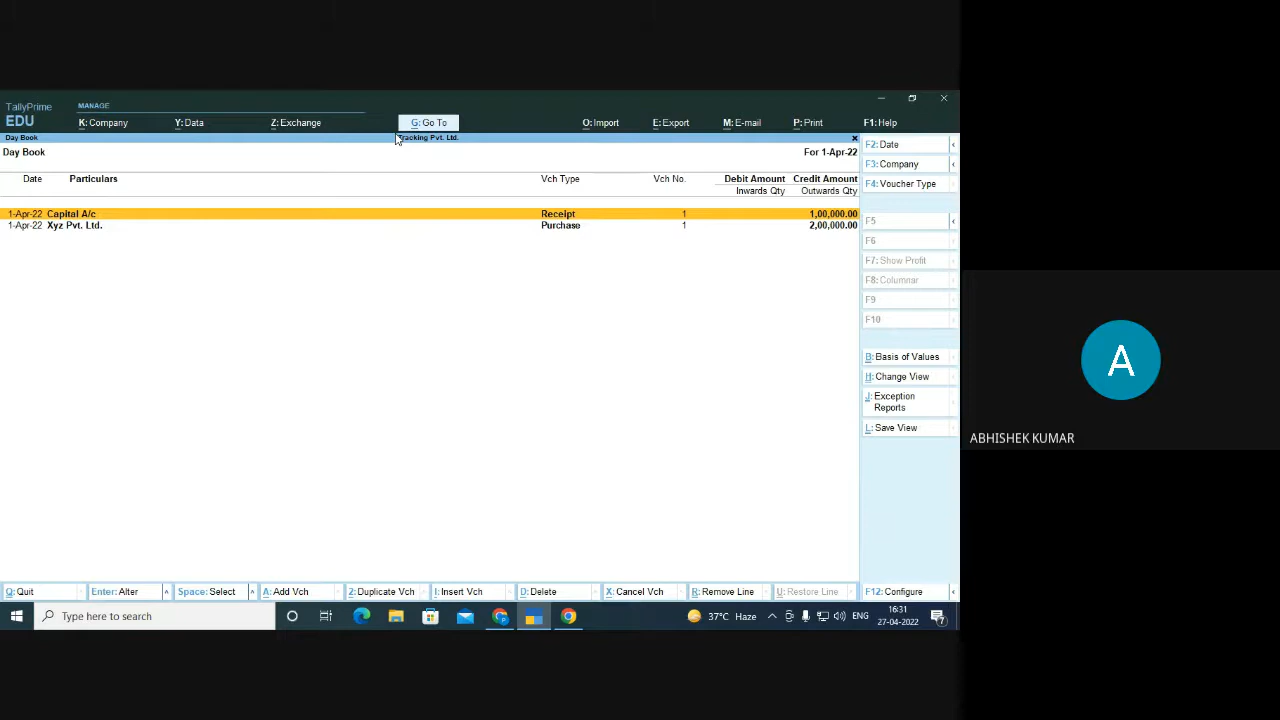 TallyPrime
EDU
MANAGE
K: Company
Y: Data
Z: Exchange
G: Go To
O: Import
E: Export
M: E-mail
P: Print
F1: Help
Day Book
Tracking Pvt. Ltd.
Day Book
For 1-Apr-22
Date Particulars Vch Type Vch No. Debit Amount Credit Amount
Inwards Qty Outwards Qty
1-Apr-22 Capital A/c Receipt 1 1,00,000.00
1-Apr-22 Xyz Pvt. Ltd. Purchase 1 2,00,000.00
F2: Date
F3: Company
F4: Voucher Type
F5
F6
F7: Show Profit
F8: Columnar
F9
F10
B: Basis of Values
H: Change View
J: Exception
Reports
L: Save View
Q: Quit
Enter: Alter
Space: Select
A: Add Vch
2: Duplicate Vch
I: Insert Vch
D: Delete
X: Cancel Vch
R: Remove Line
U: Restore Line
F12: Configure
Type here to search
37°C Haze
ENG
16:31
27-04-2022
7
A
ABHISHEK KUMAR